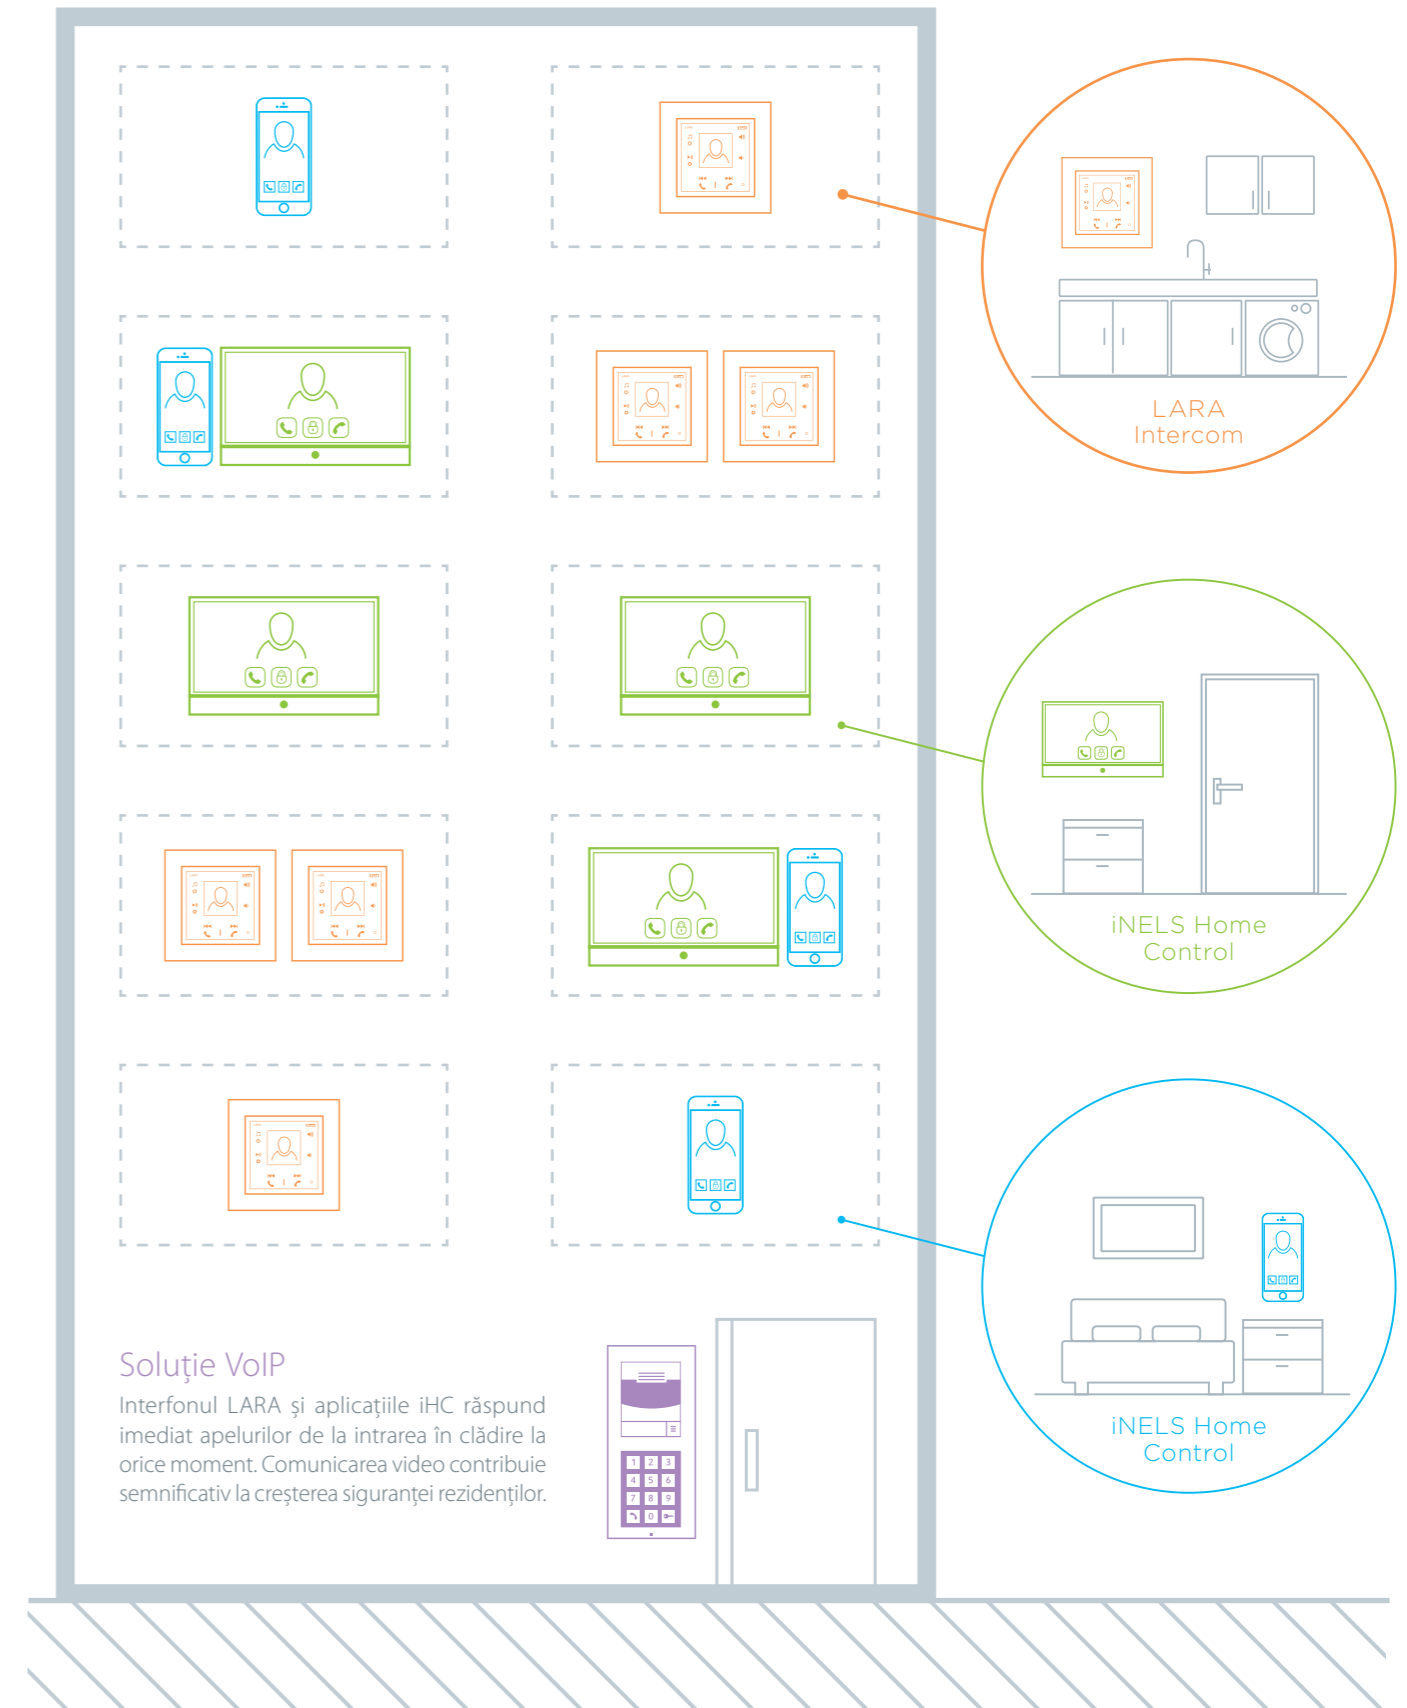 LARA
Intercom
iNELS Home
Control
iNELS Home
Control
Soluție VoIP
Interfonul LARA și aplicațiile iHC răspund
imediat apelurilor de la intrarea în clădire la
orice moment. Comunicarea video contribuie
semnificativ la creșterea siguranței rezidenților.
1 2 3
4 5 6
7 8 9
0